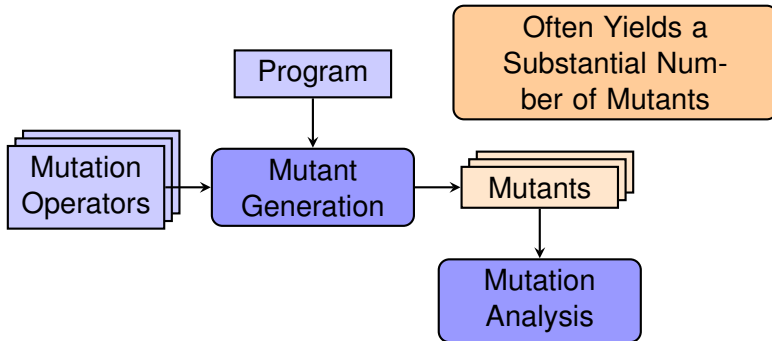 Often Yields a
Substantial Num-
ber of Mutants
Program
Mutation
Operators
Mutant
Generation
Mutants
Mutation
Analysis